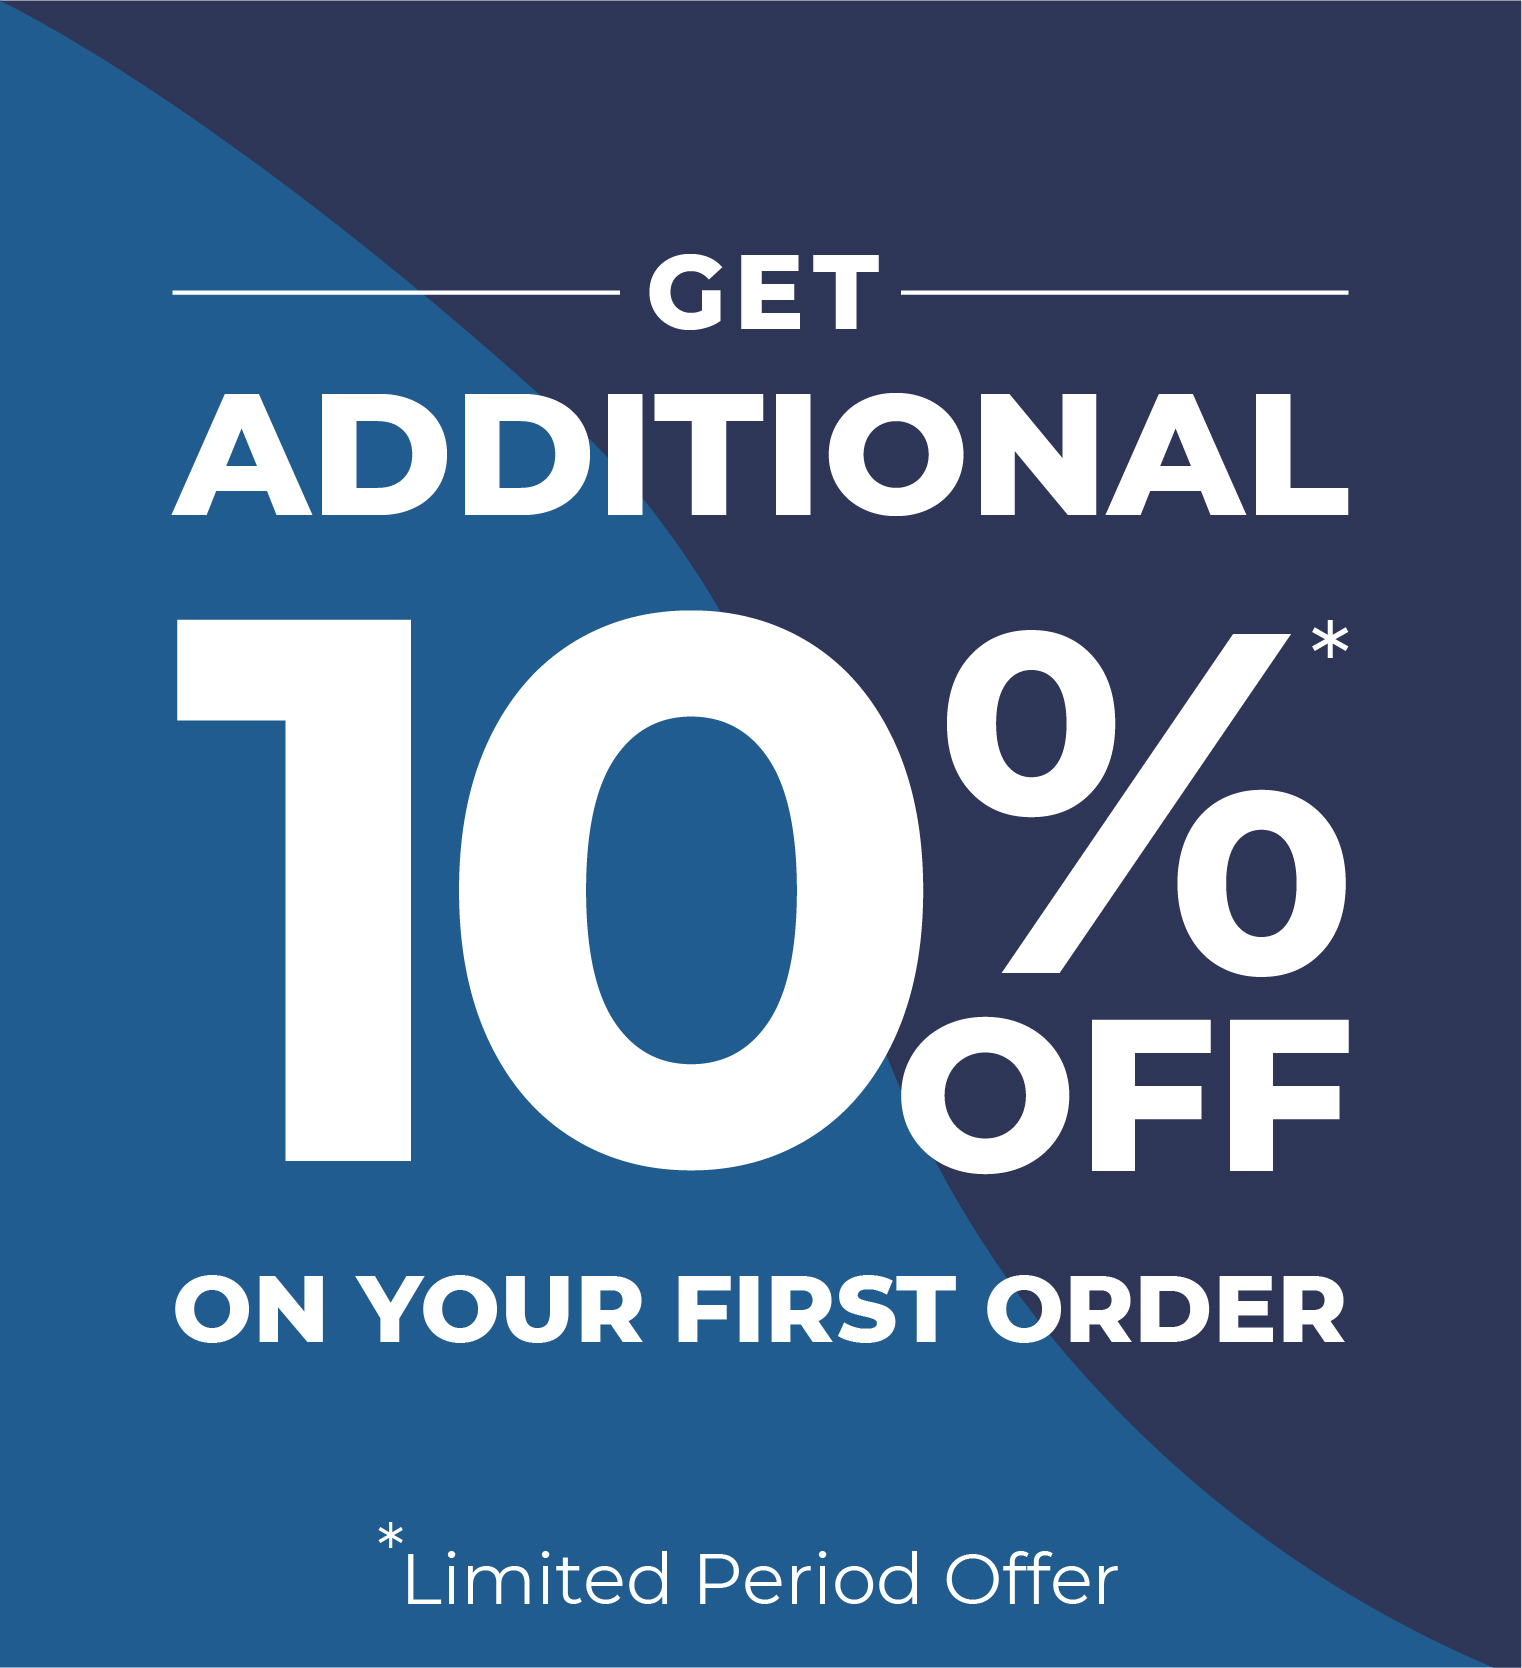 GET
ADDITIONAL
10%*
OFF
ON YOUR FIRST ORDER
*Limited Period Offer